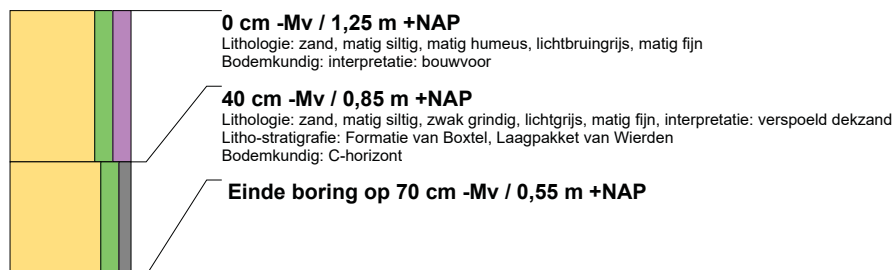 0 cm -Mv / 1,25 m +NAP
Lithologie: zand, matig siltig, matig humeus, lichtbruingrijs, matig fijn
Bodemkundig: interpretatie: bouwvoor
40 cm -Mv / 0,85 m +NAP
Lithologie: zand, matig siltig, zwak grindig, lichtgrijs, matig fijn, interpretatie: verspoeld dekzand
Litho-stratigrafie: Formatie van Boxtel, Laagpakket van Wierden
Bodemkundig: C-horizont
Einde boring op 70 cm -Mv / 0,55 m +NAP